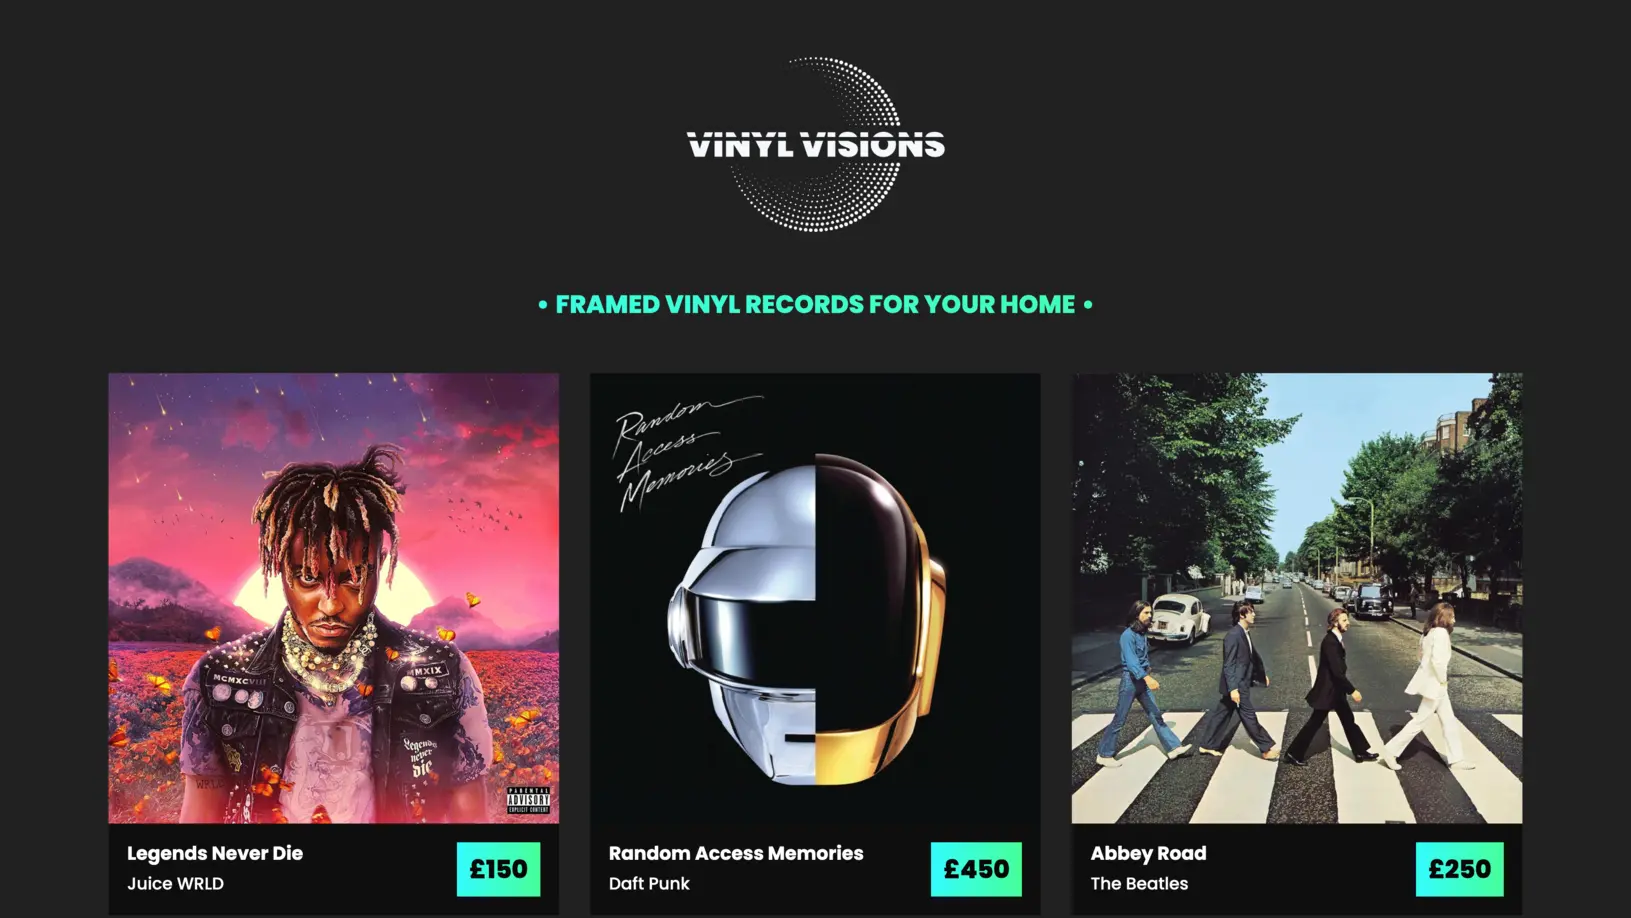 VINYL VISIONS
• FRAMED VINYL RECORDS FOR YOUR HOME •
MCMXCVIII
MMXIX
Legends
never
die
WRLD
PARENTAL
ADVISORY
EXPLICIT CONTENT
Legends Never Die
Juice WRLD
£150
Random
Access
Memories
Random Access Memories
Daft Punk
£450
Abbey Road
The Beatles
£250